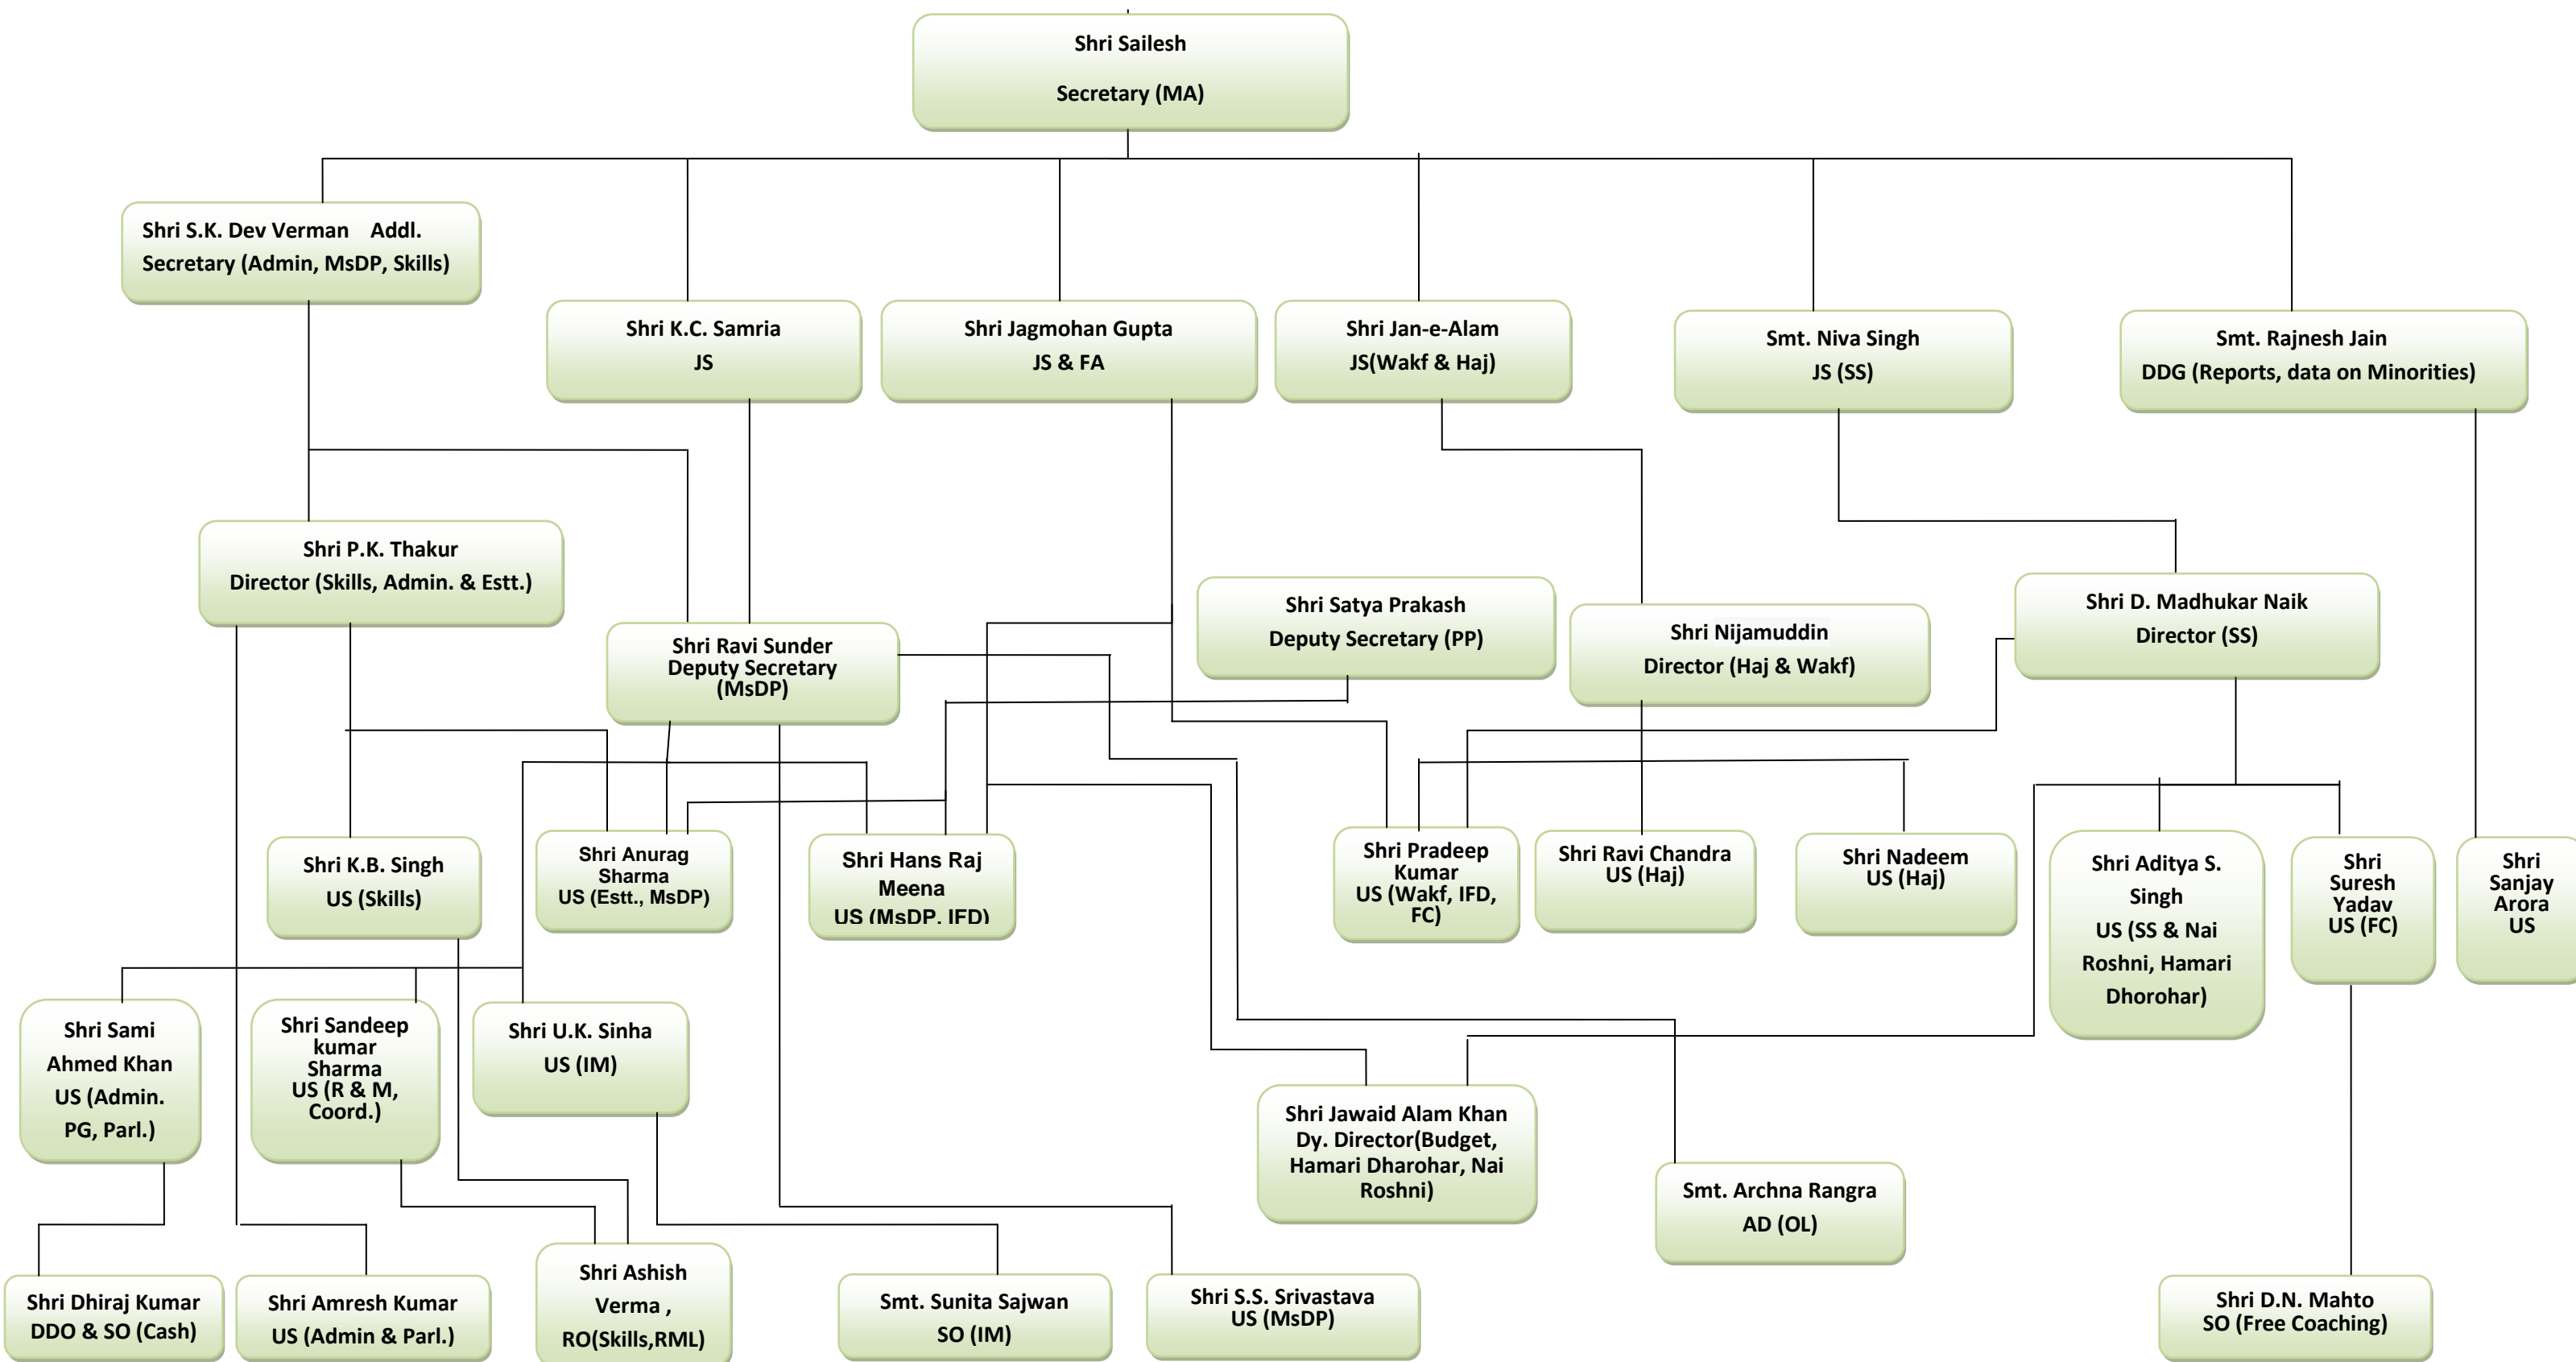 Shri Sailesh
Secretary (MA)
Shri S.K. Dev Verman Addl.
Secretary (Admin, MsDP, Skills)
Shri K.C. Samria
JS
Shri Jagmohan Gupta
JS & FA
Shri Jan-e-Alam
JS(Wakf & Haj)
Smt. Niva Singh
JS (SS)
Smt. Rajnesh Jain
DDG (Reports, data on Minorities)
Shri P.K. Thakur
Director (Skills, Admin. & Estt.)
Shri Ravi Sunder
Deputy Secretary
(MsDP)
Shri Satya Prakash
Deputy Secretary (PP)
Shri Nijamuddin
Director (Haj & Wakf)
Shri D. Madhukar Naik
Director (SS)
Shri K.B. Singh
US (Skills)
Shri Anurag
Sharma
US (Estt., MsDP)
Shri Hans Raj
Meena
US (MsDP, IFD)
Shri Pradeep
Kumar
US (Wakf, IFD,
FC)
Shri Ravi Chandra
US (Haj)
Shri Nadeem
US (Haj)
Shri Aditya S.
Singh
US (SS & Nai
Roshni, Hamari
Dhorohar)
Shri
Suresh
Yadav
US (FC)
Shri
Sanjay
Arora
US
Shri Sami
Ahmed Khan
US (Admin.
PG, Parl.)
Shri Sandeep
kumar
Sharma
US (R & M,
Coord.)
Shri U.K. Sinha
US (IM)
Shri Jawaid Alam Khan
Dy. Director(Budget,
Hamari Dharohar, Nai
Roshni)
Smt. Archna Rangra
AD (OL)
Shri Dhiraj Kumar
DDO & SO (Cash)
Shri Amresh Kumar
US (Admin & Parl.)
Shri Ashish
Verma ,
RO(Skills,RML)
Smt. Sunita Sajwan
SO (IM)
Shri S.S. Srivastava
US (MsDP)
Shri D.N. Mahto
SO (Free Coaching)